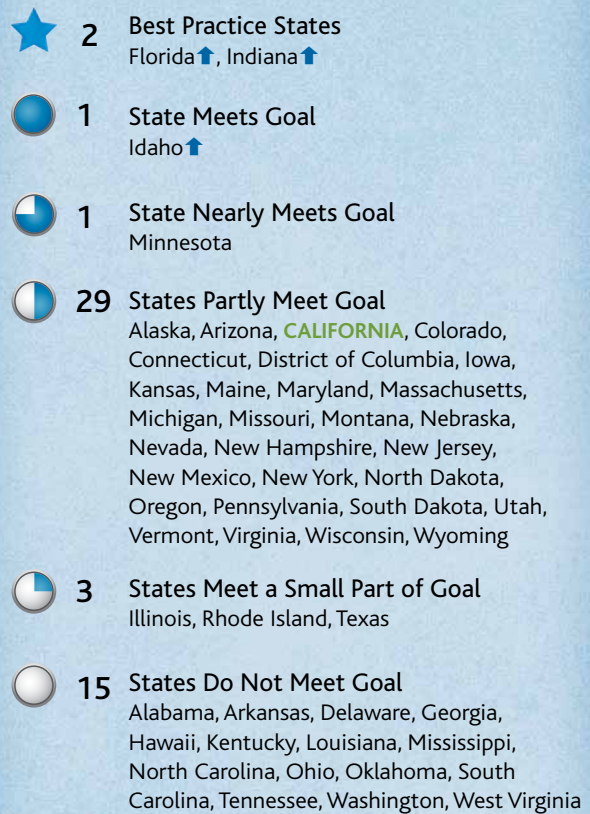 2 Best Practice States
Florida⬆, Indiana⬆
1 State Meets Goal
Idaho⬆
1 State Nearly Meets Goal
Minnesota
29 States Partly Meet Goal
Alaska, Arizona, CALIFORNIA, Colorado,
Connecticut, District of Columbia, Iowa,
Kansas, Maine, Maryland, Massachusetts,
Michigan, Missouri, Montana, Nebraska,
Nevada, New Hampshire, New Jersey,
New Mexico, New York, North Dakota,
Oregon, Pennsylvania, South Dakota, Utah,
Vermont, Virginia, Wisconsin, Wyoming
3 States Meet a Small Part of Goal
Illinois, Rhode Island, Texas
15 States Do Not Meet Goal
Alabama, Arkansas, Delaware, Georgia,
Hawaii, Kentucky, Louisiana, Mississippi,
North Carolina, Ohio, Oklahoma, South
Carolina, Tennessee, Washington, West Virginia